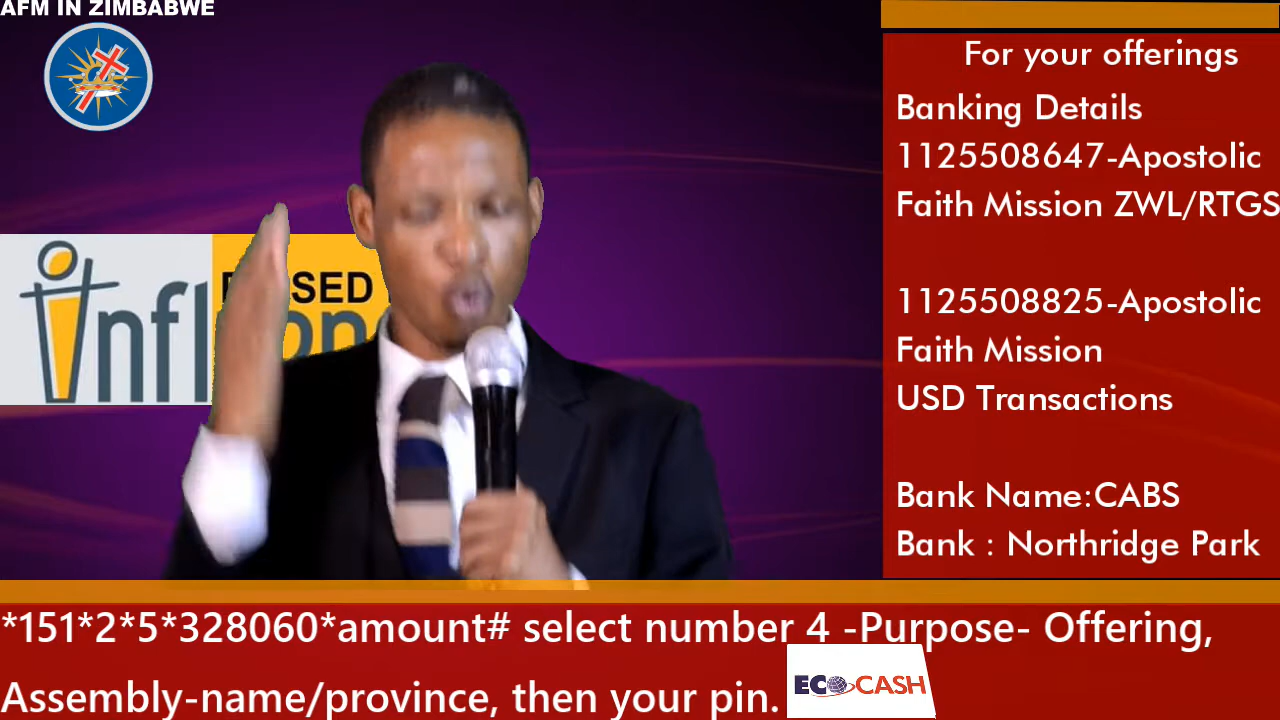 AFM IN ZIMBABWE
For your offerings
Banking Details
1125508647-Apostolic
Faith Mission ZWL/RTGS
1125508825-Apostolic
Faith Mission
USD Transactions
Bank Name:CABS
Bank : Northridge Park
*151*2*5*328060*amount# select number 4 -Purpose- Offering,
Assembly-name/province, then your pin.
ECOCASH